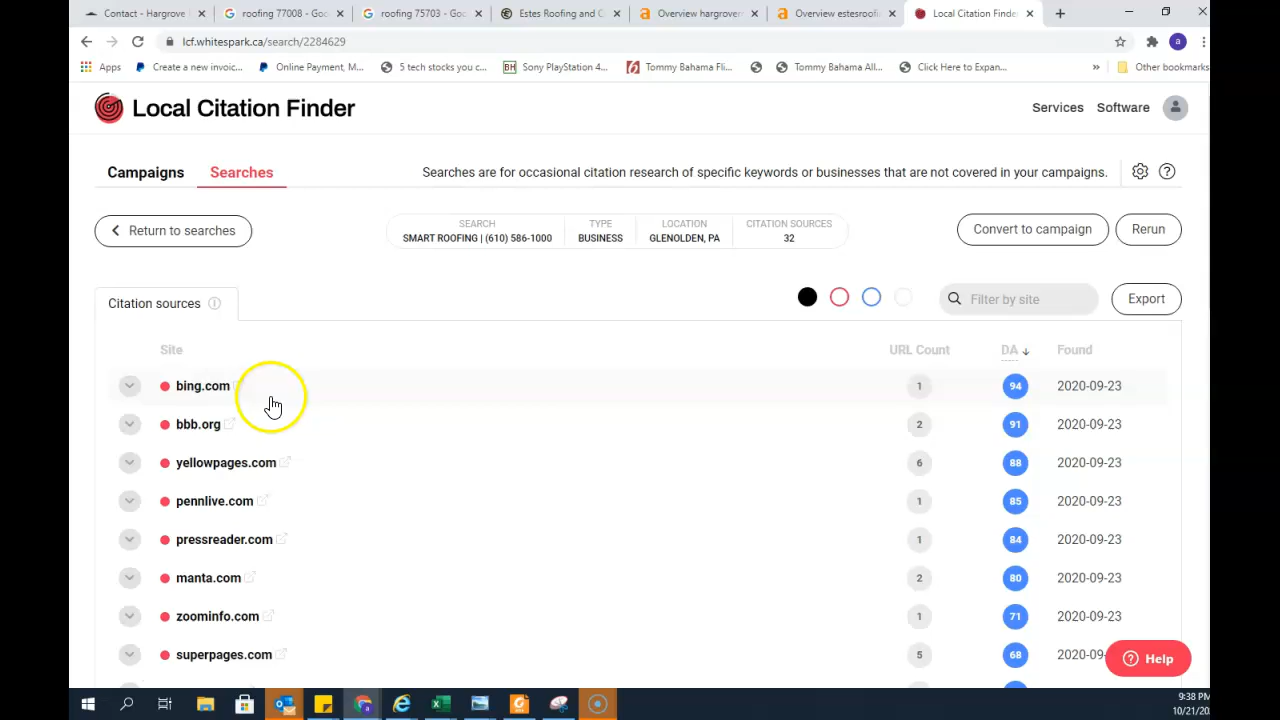 Contact - Hargrove
roofing 77008 - Goo
roofing 75703 - Goo
Estes Roofing and C
Overview hargrover
Overview estesroofi
Local Citation Finde
lcf.whitespark.ca/search/2284629
a
Apps
Create a new invoic...
Online Payment, M...
5 tech stocks you c...
BH
Sony PlayStation 4...
Tommy Bahama Fli...
Tommy Bahama All...
Click Here to Expan...
»
Other bookmarks
Local Citation Finder
Services
Software
Campaigns
Searches
Searches are for occasional citation research of specific keywords or businesses that are not covered in your campaigns.
Return to searches
SEARCH
SMART ROOFING | (610) 586-1000
TYPE
BUSINESS
LOCATION
GLENOLDEN, PA
CITATION SOURCES
32
Convert to campaign
Rerun
Citation sources
Filter by site
Export
Site URL Count DA Found
bing.com 1 94 2020-09-23
bbb.org 2 91 2020-09-23
yellowpages.com 6 88 2020-09-23
pennlive.com 1 85 2020-09-23
pressreader.com 1 84 2020-09-23
manta.com 2 80 2020-09-23
zoominfo.com 1 71 2020-09-23
superpages.com 5 68 2020-09-
Help
9:38 PM
10/21/20